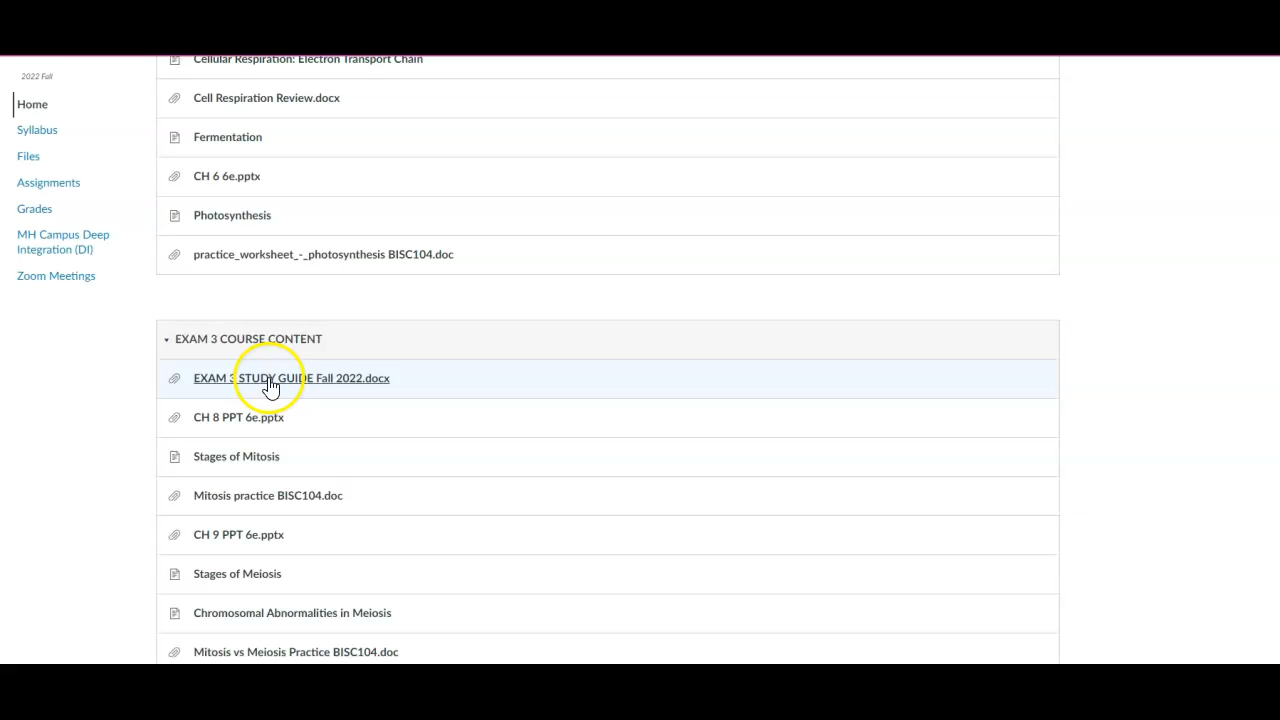 2022 Fall
Home
Syllabus
Files
Assignments
Grades
MH Campus Deep
Integration (DI)
Zoom Meetings
Cellular Respiration: Electron Transport Chain
Cell Respiration Review.docx
Fermentation
CH 6 6e.pptx
Photosynthesis
practice_worksheet_-_photosynthesis BISC104.doc
EXAM 3 COURSE CONTENT
EXAM 3 STUDY GUIDE Fall 2022.docx
CH 8 PPT 6e.pptx
Stages of Mitosis
Mitosis practice BISC104.doc
CH 9 PPT 6e.pptx
Stages of Meiosis
Chromosomal Abnormalities in Meiosis
Mitosis vs Meiosis Practice BISC104.doc